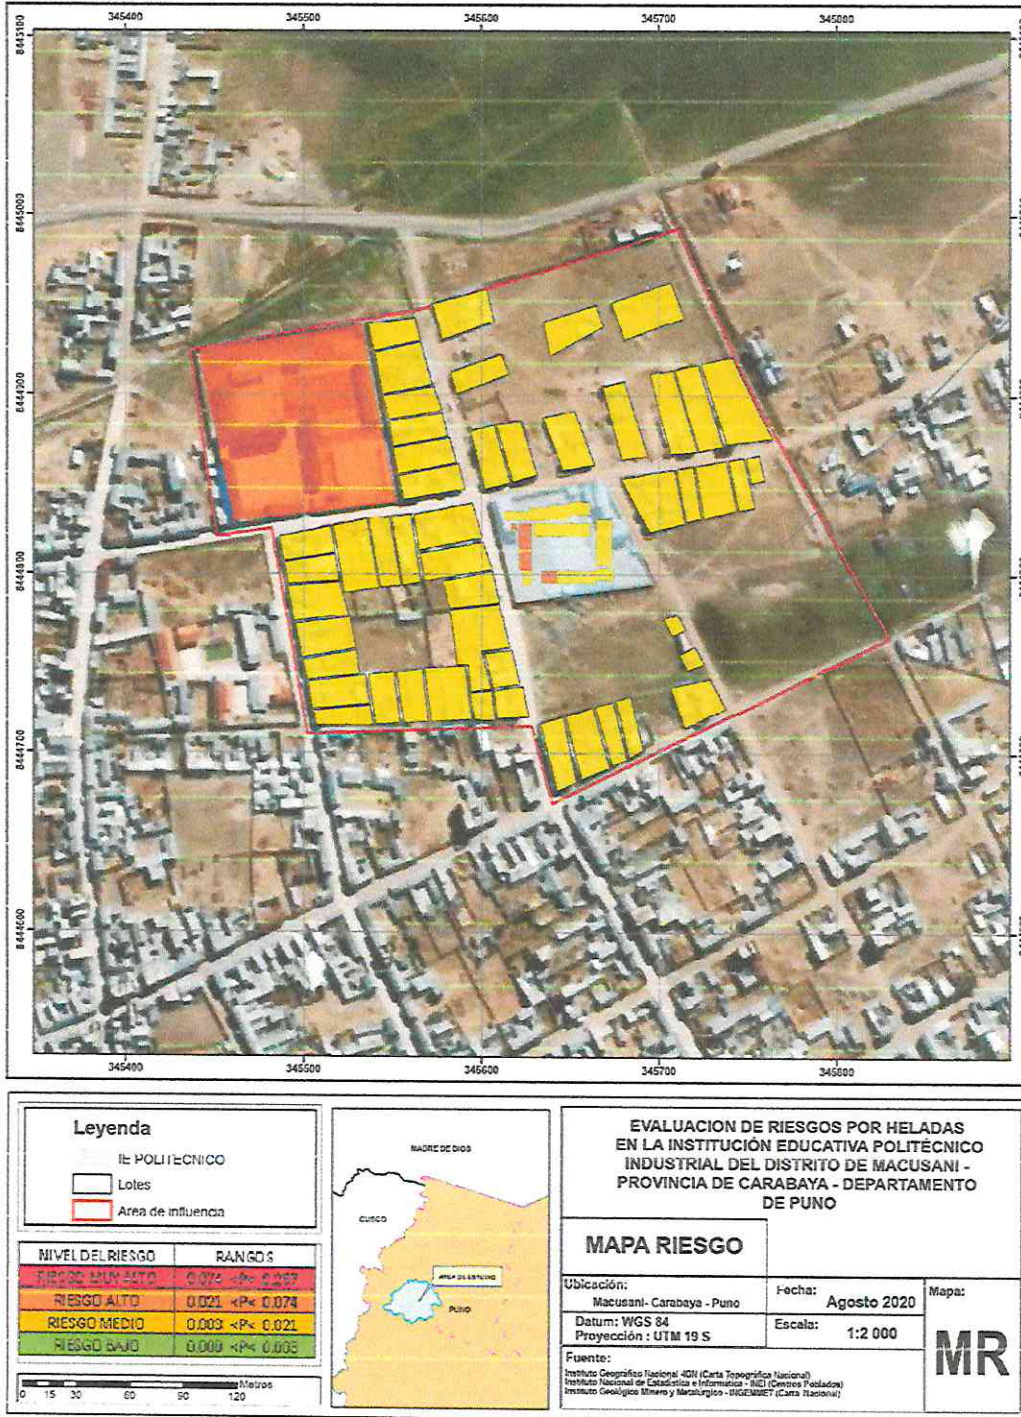 345400 345500 345600 345700 345800
8445100
8445000
8444900
8444800
8444700
8444600
345400 345500 345600 345700 345800
Leyenda
IE POLITÉCNICO
Lotes
Area de influencia
NIVEL DEL RIESGO RANGOS
RIESGO MUY ALTO 0.074 <P<
RIESGO ALTO 0.021 <P< 0.074
RIESGO MEDIO 0.003 <P< 0.021
RIESGO BAJO 0.000 <P< 0.003
Metros
0 15 30 60 90 120
MADRE DE DIOS
CUSCO
AREA DE ESTUDIO
PUNO
EVALUACION DE RIESGOS POR HELADAS
EN LA INSTITUCIÓN EDUCATIVA POLITÉCNICO
INDUSTRIAL DEL DISTRITO DE MACUSANI -
PROVINCIA DE CARABAYA - DEPARTAMENTO
DE PUNO
MAPA RIESGO
Ubicación:
Macusani- Carabaya - Puno
Fecha:
Agosto 2020
Mapa:
Datum: WGS 84
Proyección : UTM 19 S
Escala:
1:2 000
MR
Fuente:
Instituto Geográfico Nacional -IGN (Carta Topográfica Nacional)
Instituto Nacional de Estadística e Informatica - INEI (Centros Poblados)
Instituto Geológico Minero y Metalúrgico - INGEMMET (Carta Nacional)